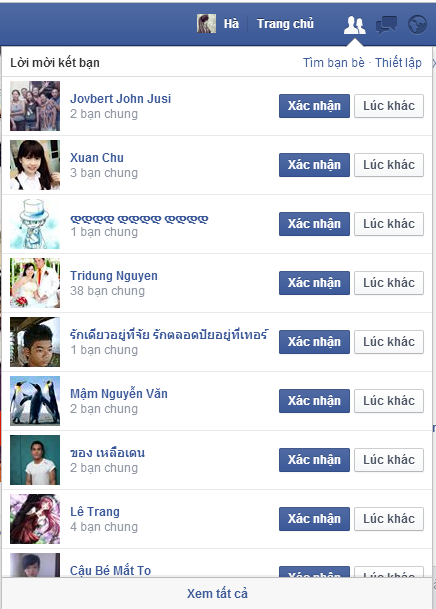 Hà
Trang chủ
Lời mời kết bạn
Tìm bạn bè · Thiết lập
Jovbert John Jusi
2 bạn chung
Xác nhận
Lúc khác
Xuan Chu
3 bạn chung
Xác nhận
Lúc khác
1 bạn chung
Xác nhận
Lúc khác
Tridung Nguyen
38 bạn chung
Xác nhận
Lúc khác
รักเดียวอยู่ที่จัย รักตลอดปัยอยู่ที่เทอร์
1 bạn chung
Xác nhận
Lúc khác
Mậm Nguyễn Văn
2 bạn chung
Xác nhận
Lúc khác
ของ เหลือเดน
2 bạn chung
Xác nhận
Lúc khác
Lê Trang
4 bạn chung
Xác nhận
Lúc khác
Cậu Bé Mắt To
Xác nhận
Lúc khác
Xem tất cả